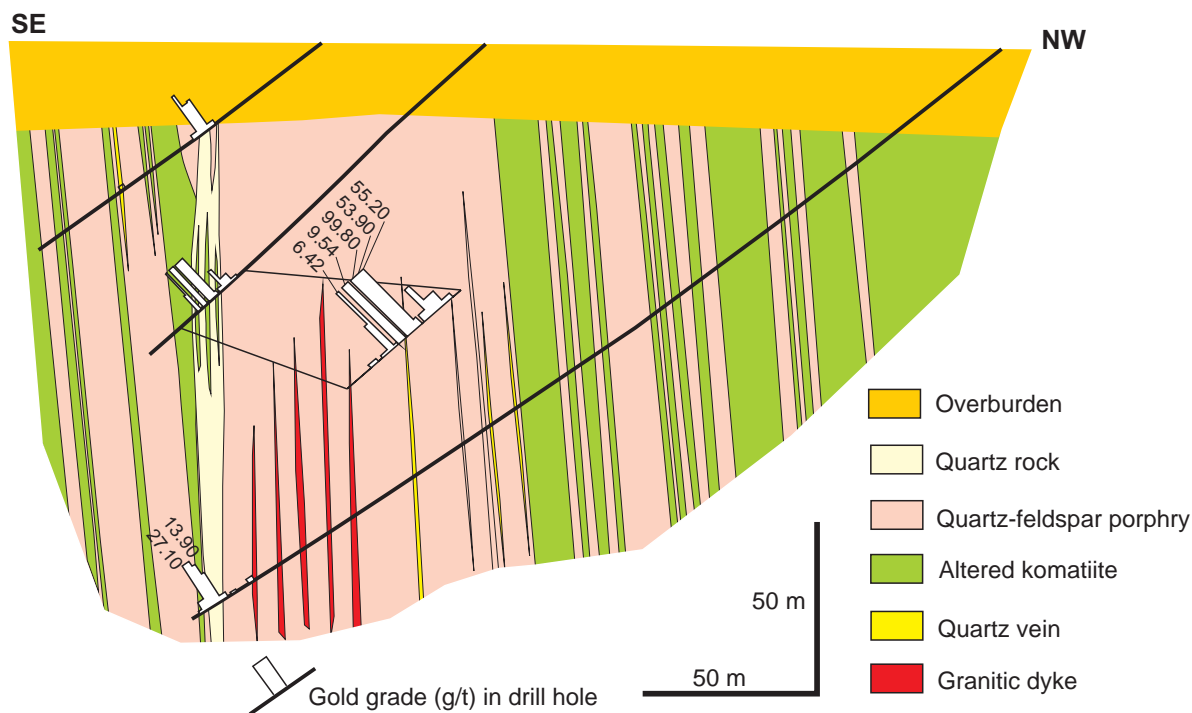 SE
NW
55.20
53.90
99.80
9.54
6.42
13.90
27.10
Overburden
Quartz rock
Quartz-feldspar porphry
Altered komatiite
Quartz vein
Granitic dyke
50 m
50 m
Gold grade (g/t) in drill hole